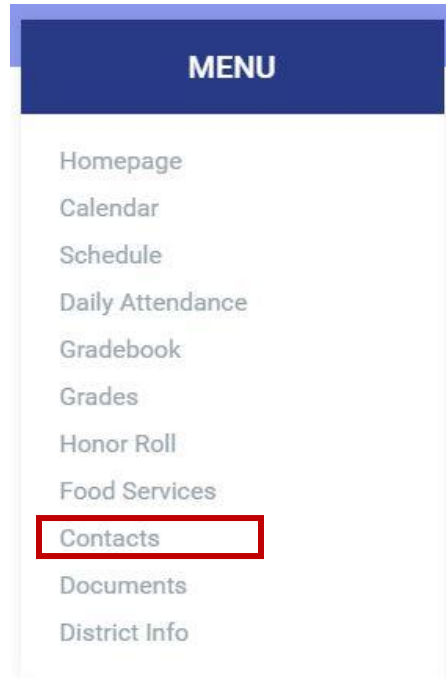 MENU
Homepage
Calendar
Schedule
Daily Attendance
Gradebook
Grades
Honor Roll
Food Services
Contacts
Documents
District Info